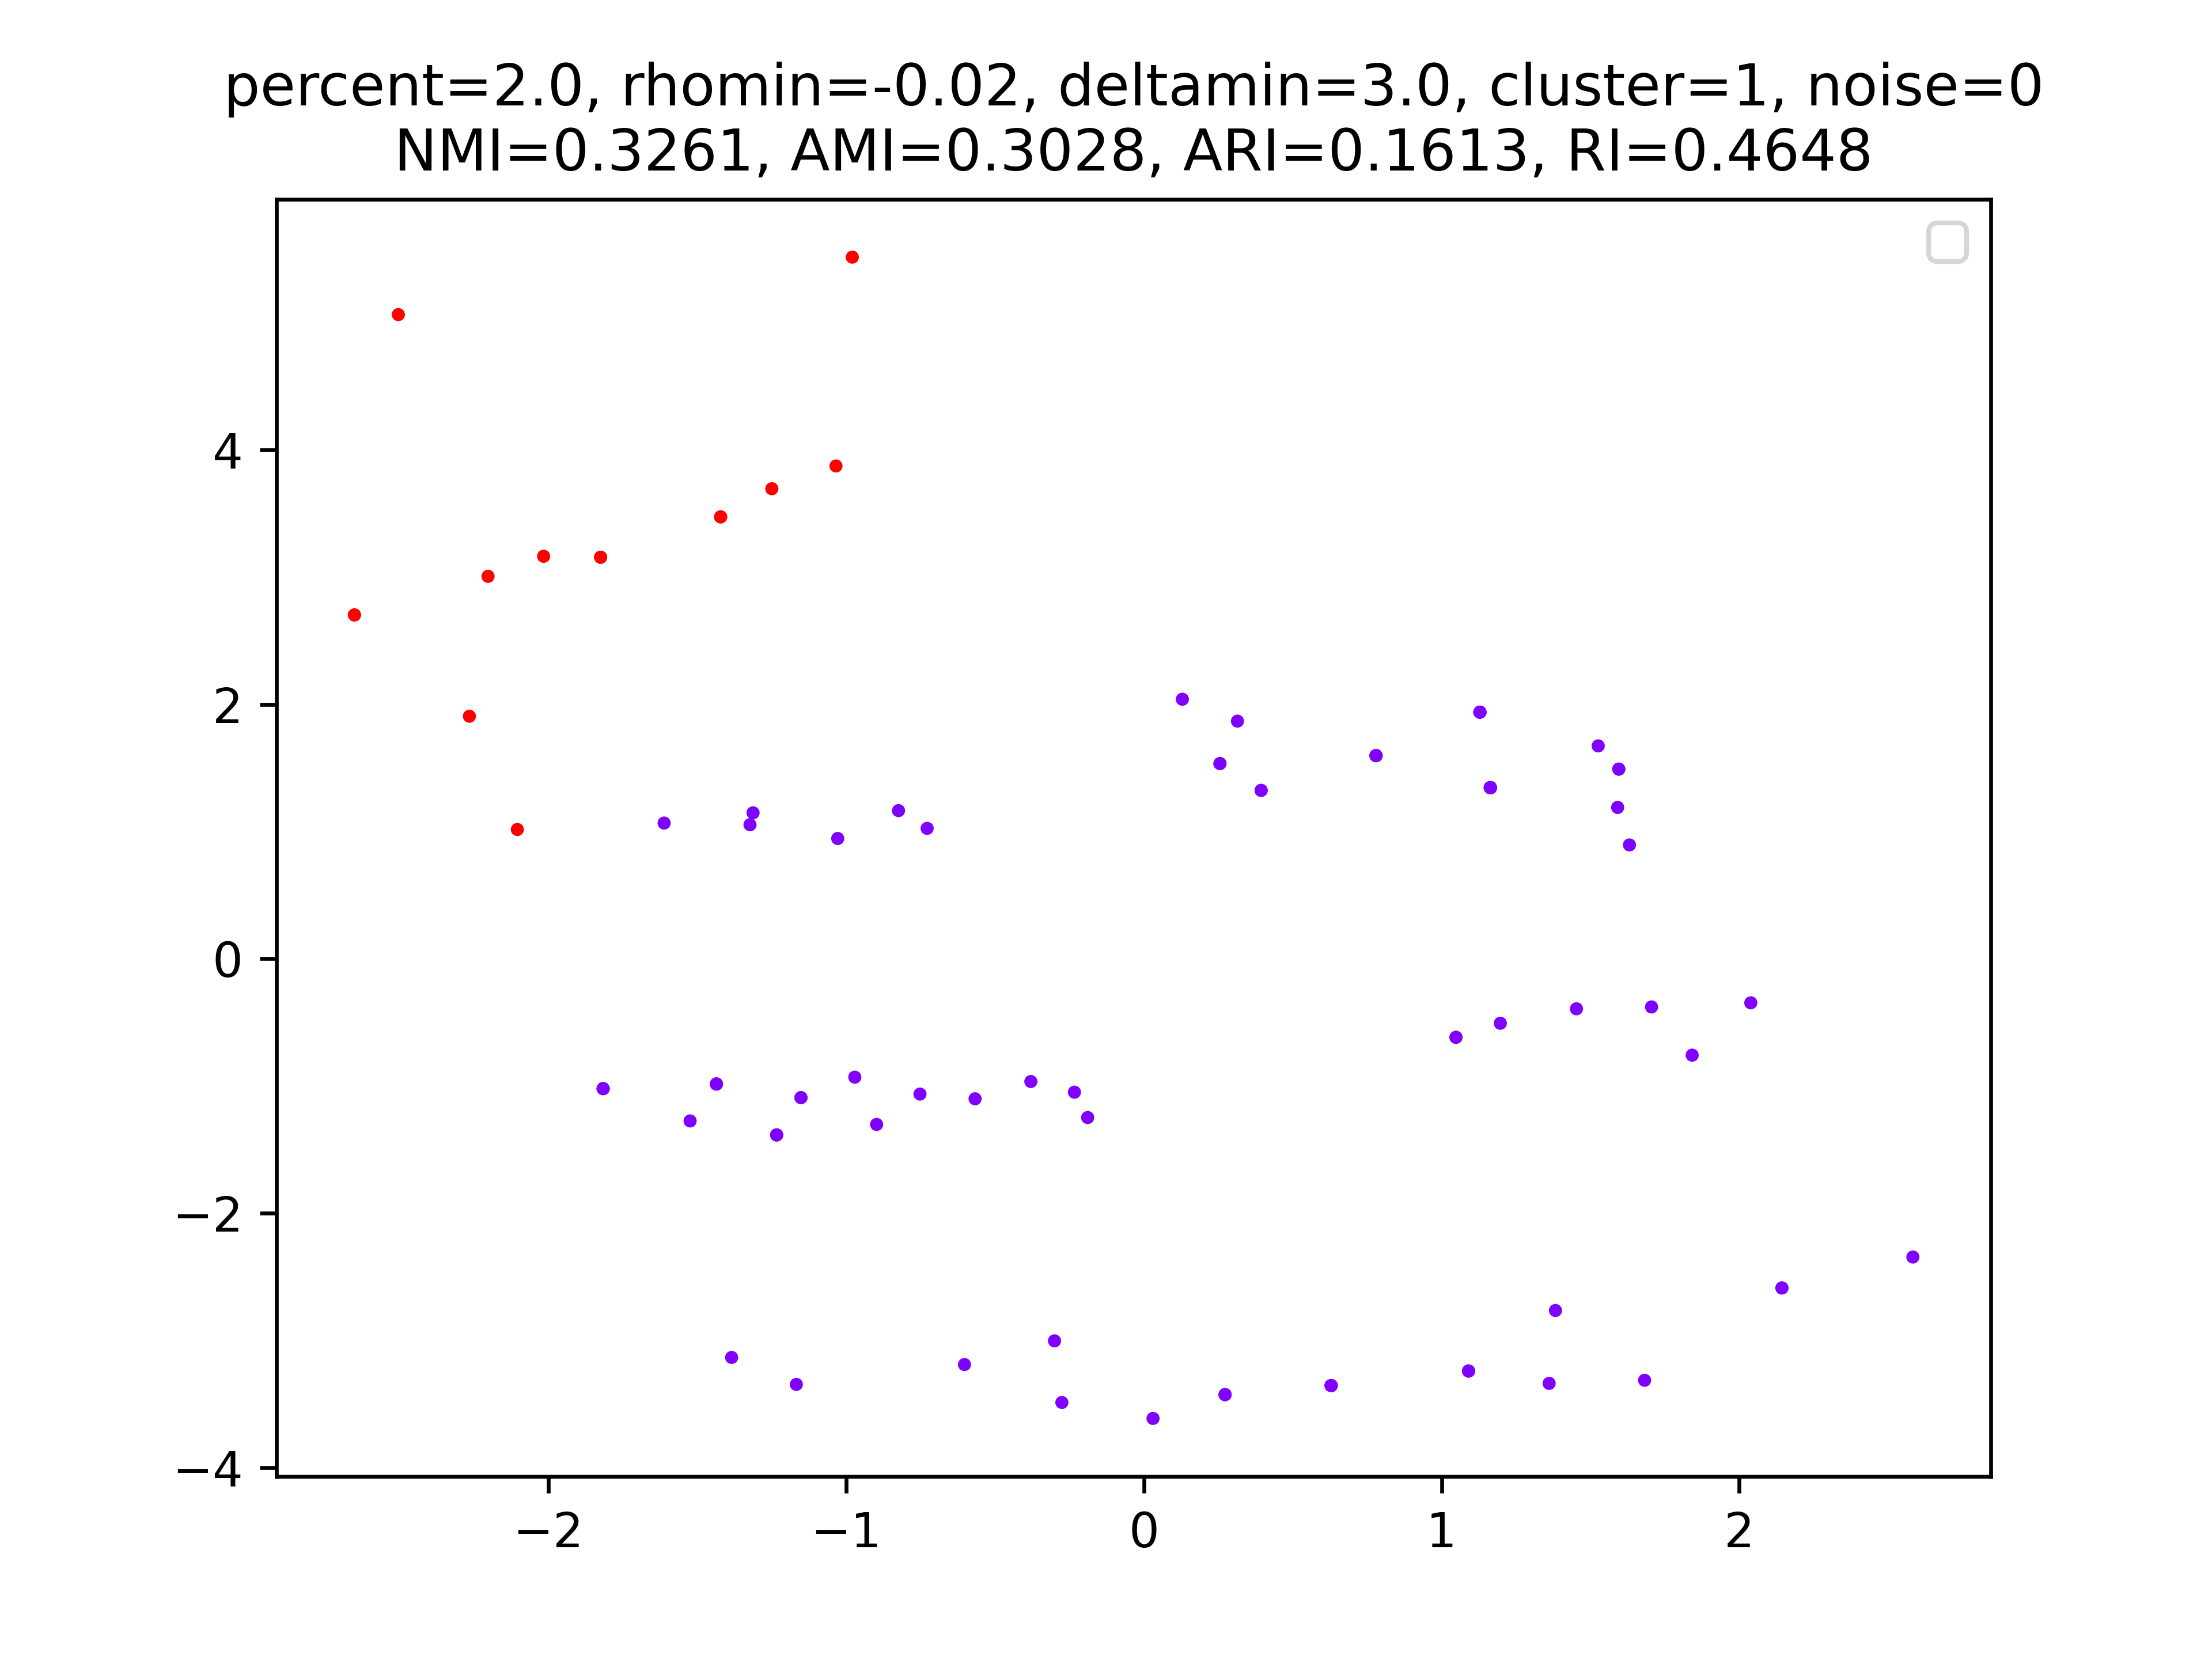 percent=2.0, rhomin=-0.02, deltamin=3.0, cluster=1, noise=0
NMI=0.3261, AMI=0.3028, ARI=0.1613, RI=0.4648
4
2
0
−2
−4
−2 −1 0 1 2